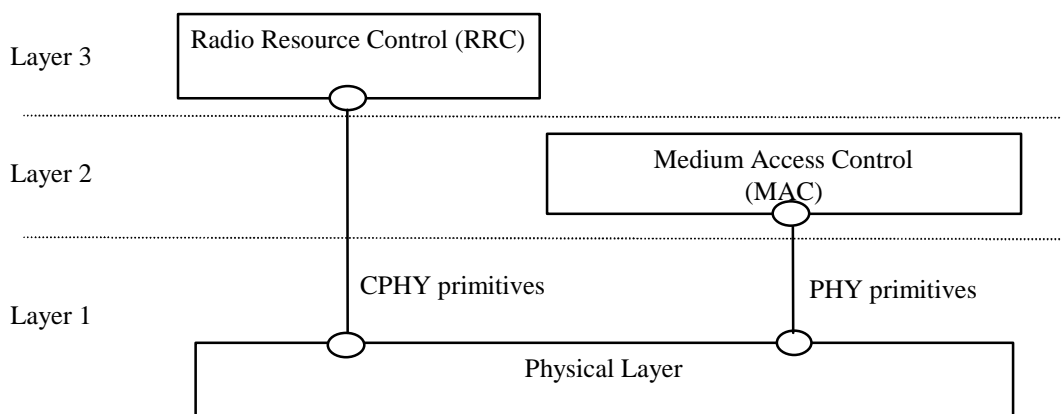 Radio Resource Control (RRC)
Layer 3
Medium Access Control
(MAC)
Layer 2
CPHY primitives
PHY primitives
Layer 1
Physical Layer